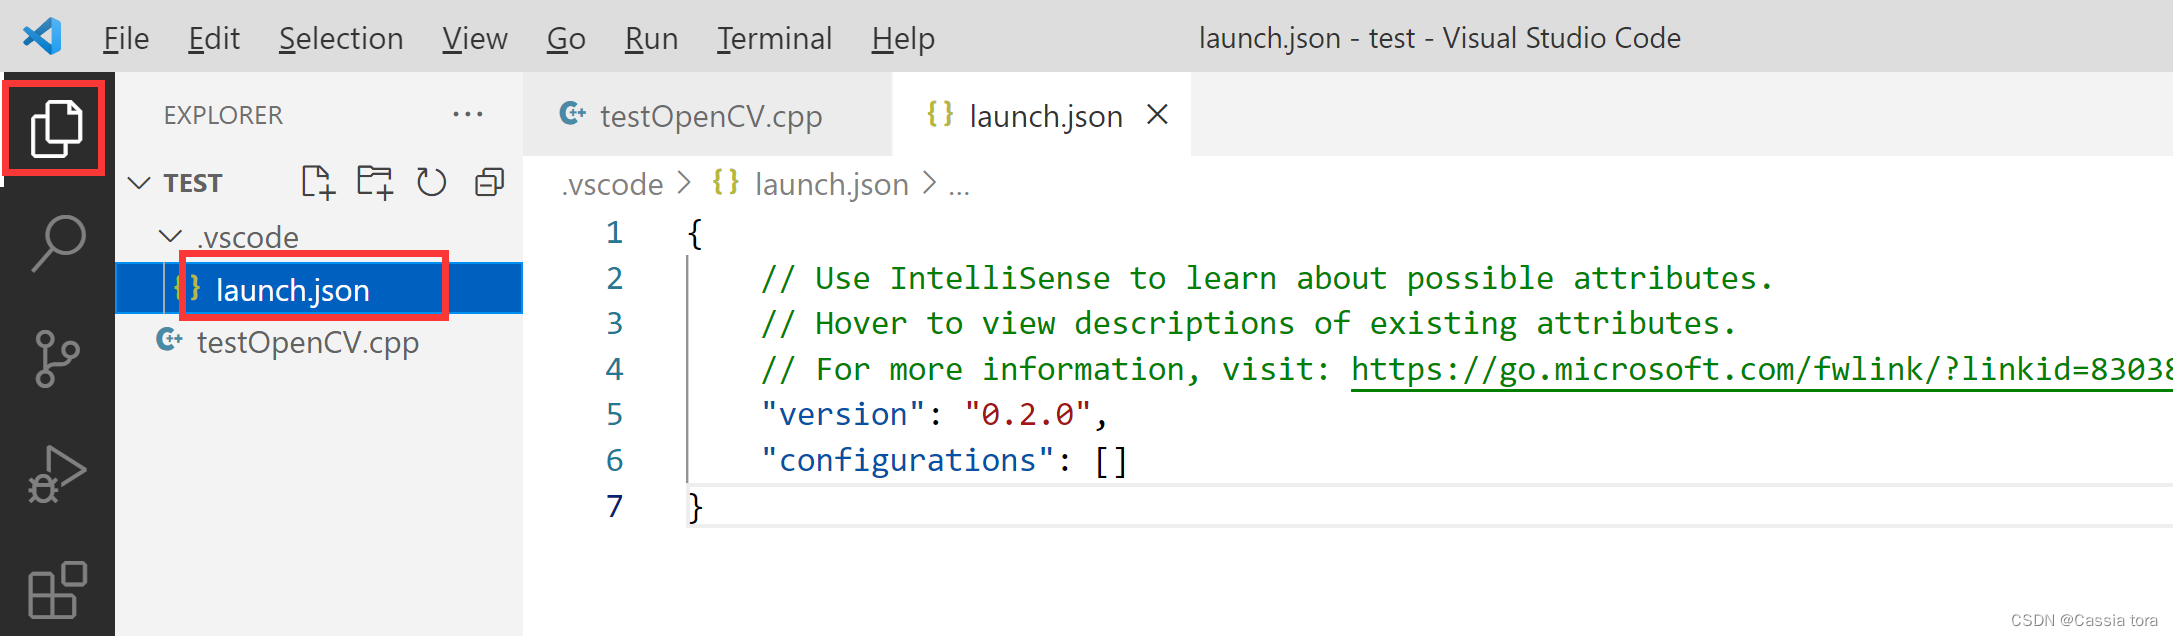 File Edit Selection View Go Run Terminal Help launch.json - test - Visual Studio Code
EXPLORER ···
testOpenCV.cpp {} launch.json
TEST
.vscode > {} launch.json > ...
.vscode
{} launch.json
testOpenCV.cpp
1 {
2 // Use IntelliSense to learn about possible attributes.
3 // Hover to view descriptions of existing attributes.
4 // For more information, visit: https://go.microsoft.com/fwlink/?linkid=83038
5 "version": "0.2.0",
6 "configurations": []
7 }
CSDN @Cassia tora